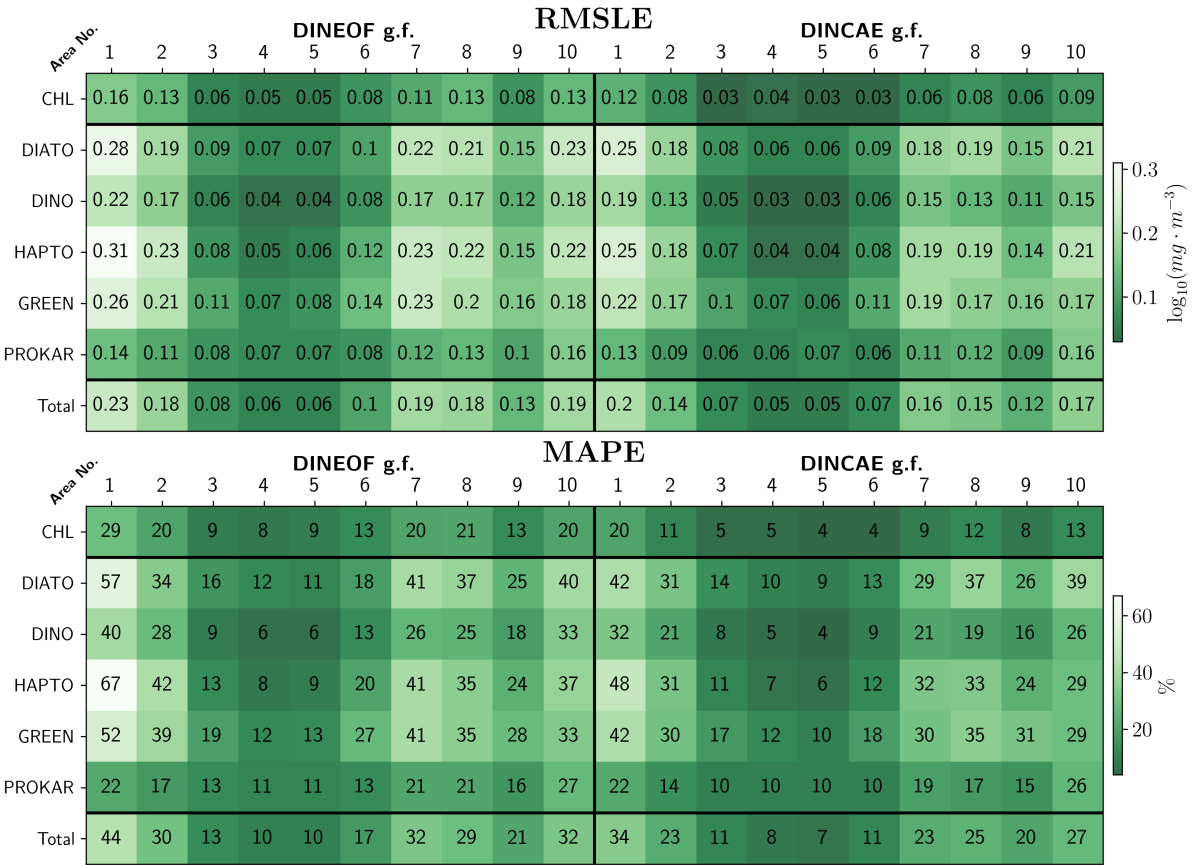 RMSLE
DINEOF g.f. DINCAE g.f.
Area No.
1 2 3 4 5 6 7 8 9 10 1 2 3 4 5 6 7 8 9 10
CHL 0.16 0.13 0.06 0.05 0.05 0.08 0.11 0.13 0.08 0.13 0.12 0.08 0.03 0.04 0.03 0.03 0.06 0.08 0.06 0.09
DIATO 0.28 0.19 0.09 0.07 0.07 0.1 0.22 0.21 0.15 0.23 0.25 0.18 0.08 0.06 0.06 0.09 0.18 0.19 0.15 0.21
DINO 0.22 0.17 0.06 0.04 0.04 0.08 0.17 0.17 0.12 0.18 0.19 0.13 0.05 0.03 0.03 0.06 0.15 0.13 0.11 0.15
HAPTO 0.31 0.23 0.08 0.05 0.06 0.12 0.23 0.22 0.15 0.22 0.25 0.18 0.07 0.04 0.04 0.08 0.19 0.19 0.14 0.21
GREEN 0.26 0.21 0.11 0.07 0.08 0.14 0.23 0.2 0.16 0.18 0.22 0.17 0.1 0.07 0.06 0.11 0.19 0.17 0.16 0.17
PROKAR 0.14 0.11 0.08 0.07 0.07 0.08 0.12 0.13 0.1 0.16 0.13 0.09 0.06 0.06 0.07 0.06 0.11 0.12 0.09 0.16
Total 0.23 0.18 0.08 0.06 0.06 0.1 0.19 0.18 0.13 0.19 0.2 0.14 0.07 0.05 0.05 0.07 0.16 0.15 0.12 0.17
0.3
0.2
0.1
log₁₀(mg · m⁻³)
MAPE
DINEOF g.f. DINCAE g.f.
Area No.
1 2 3 4 5 6 7 8 9 10 1 2 3 4 5 6 7 8 9 10
CHL 29 20 9 8 9 13 20 21 13 20 20 11 5 5 4 4 9 12 8 13
DIATO 57 34 16 12 11 18 41 37 25 40 42 31 14 10 9 13 29 37 26 39
DINO 40 28 9 6 6 13 26 25 18 33 32 21 8 5 4 9 21 19 16 26
HAPTO 67 42 13 8 9 20 41 35 24 37 48 31 11 7 6 12 32 33 24 29
GREEN 52 39 19 12 13 27 41 35 28 33 42 30 17 12 10 18 30 35 31 29
PROKAR 22 17 13 11 11 13 21 21 16 27 22 14 10 10 10 10 19 17 15 26
Total 44 30 13 10 10 17 32 29 21 32 34 23 11 8 7 11 23 25 20 27
60
40
20
%